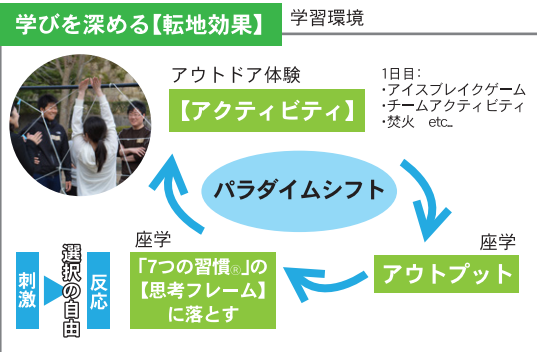 学びを深める【転地効果】
学習環境
アウトドア体験
【アクティビティ】
1日目：
・アイスブレイクゲーム
・チームアクティビティ
・焚火　etc...
パラダイムシフト
座学
アウトプット
座学
「7つの習慣®」の
【思考フレーム】
に落とす
刺激
選択の自由
反応